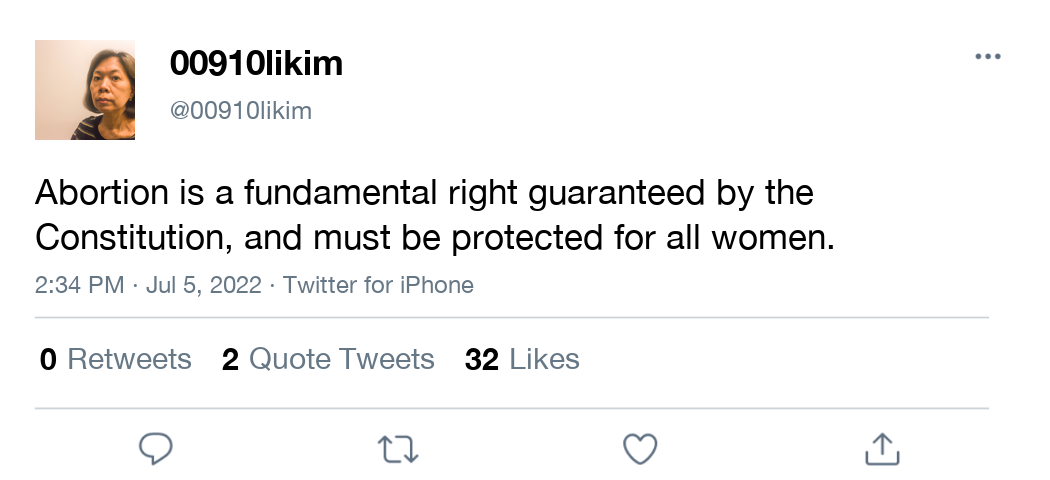 00910likim
@00910likim
Abortion is a fundamental right guaranteed by the
Constitution, and must be protected for all women.
2:34 PM · Jul 5, 2022 · Twitter for iPhone
0 Retweets 2 Quote Tweets 32 Likes